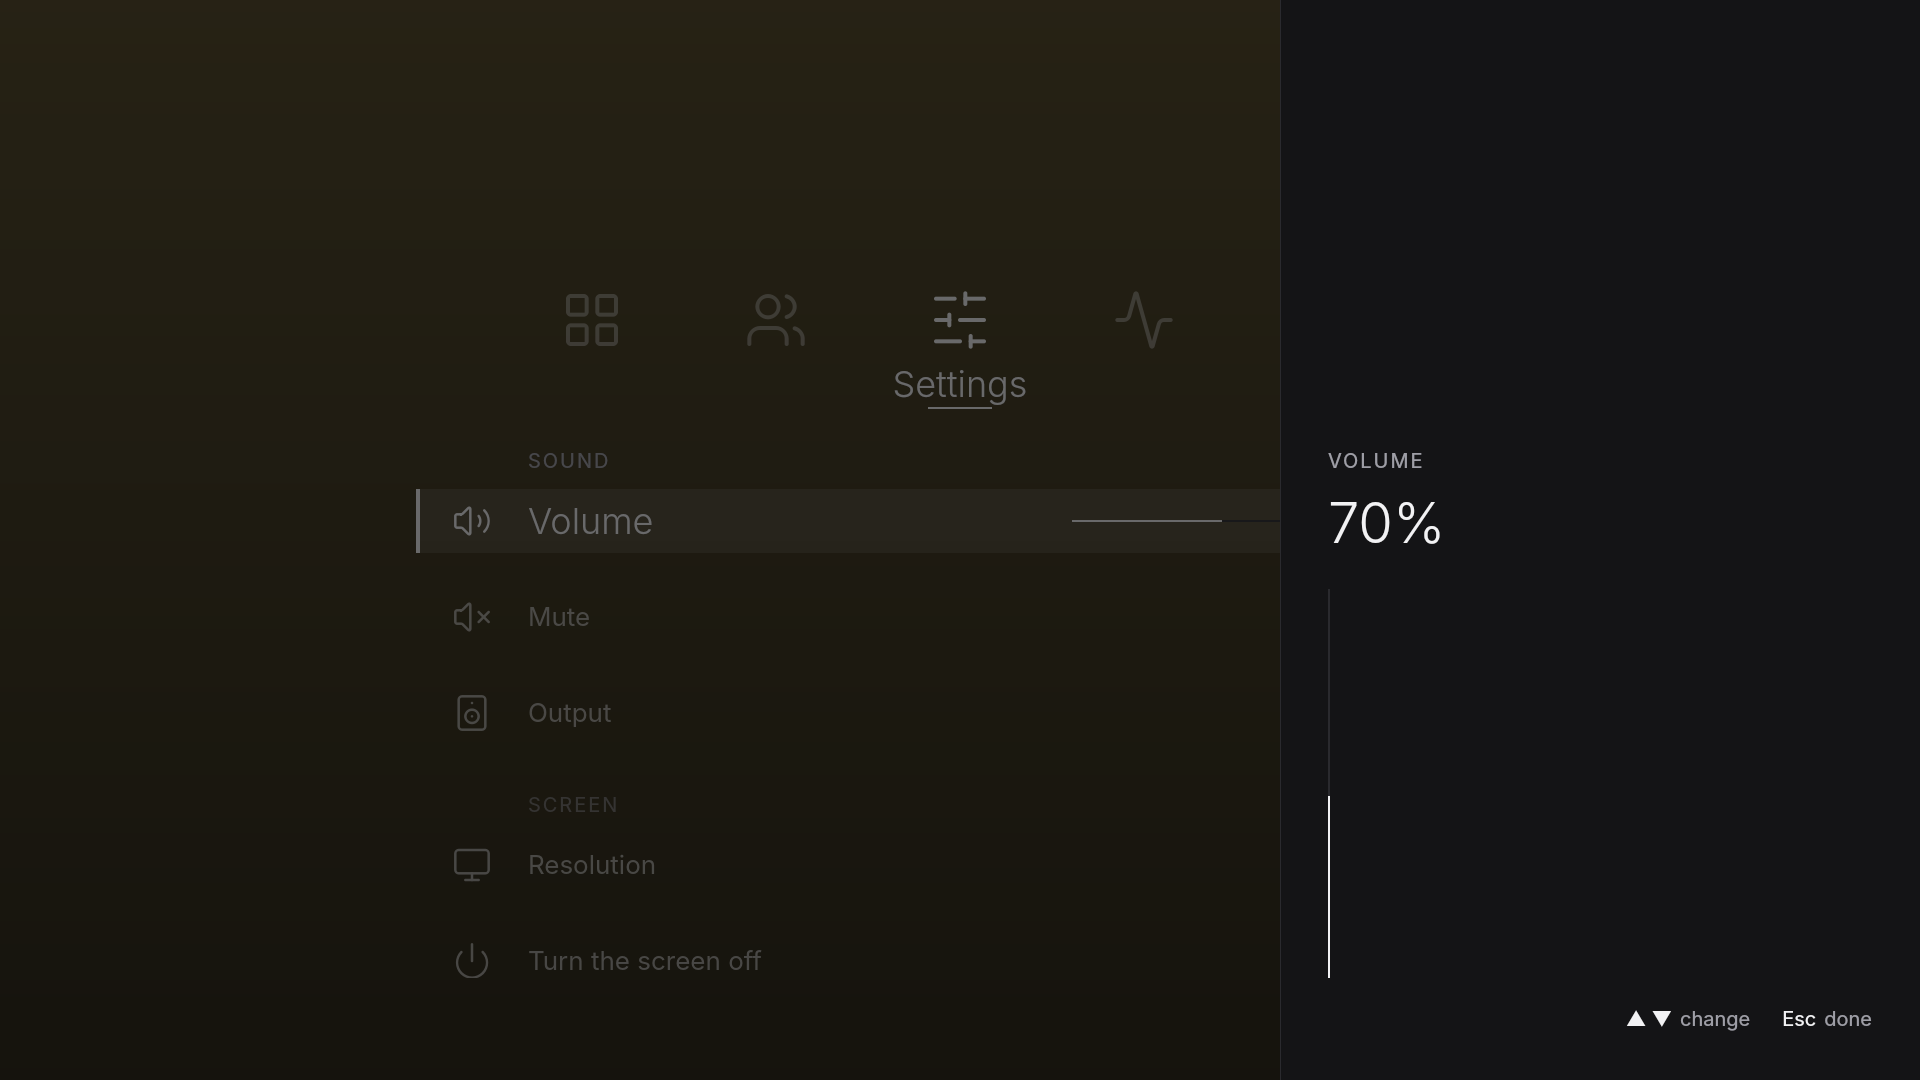 Settings
SOUND
Volume
Mute
Output
SCREEN
Resolution
Turn the screen off
VOLUME
70%
change Esc done